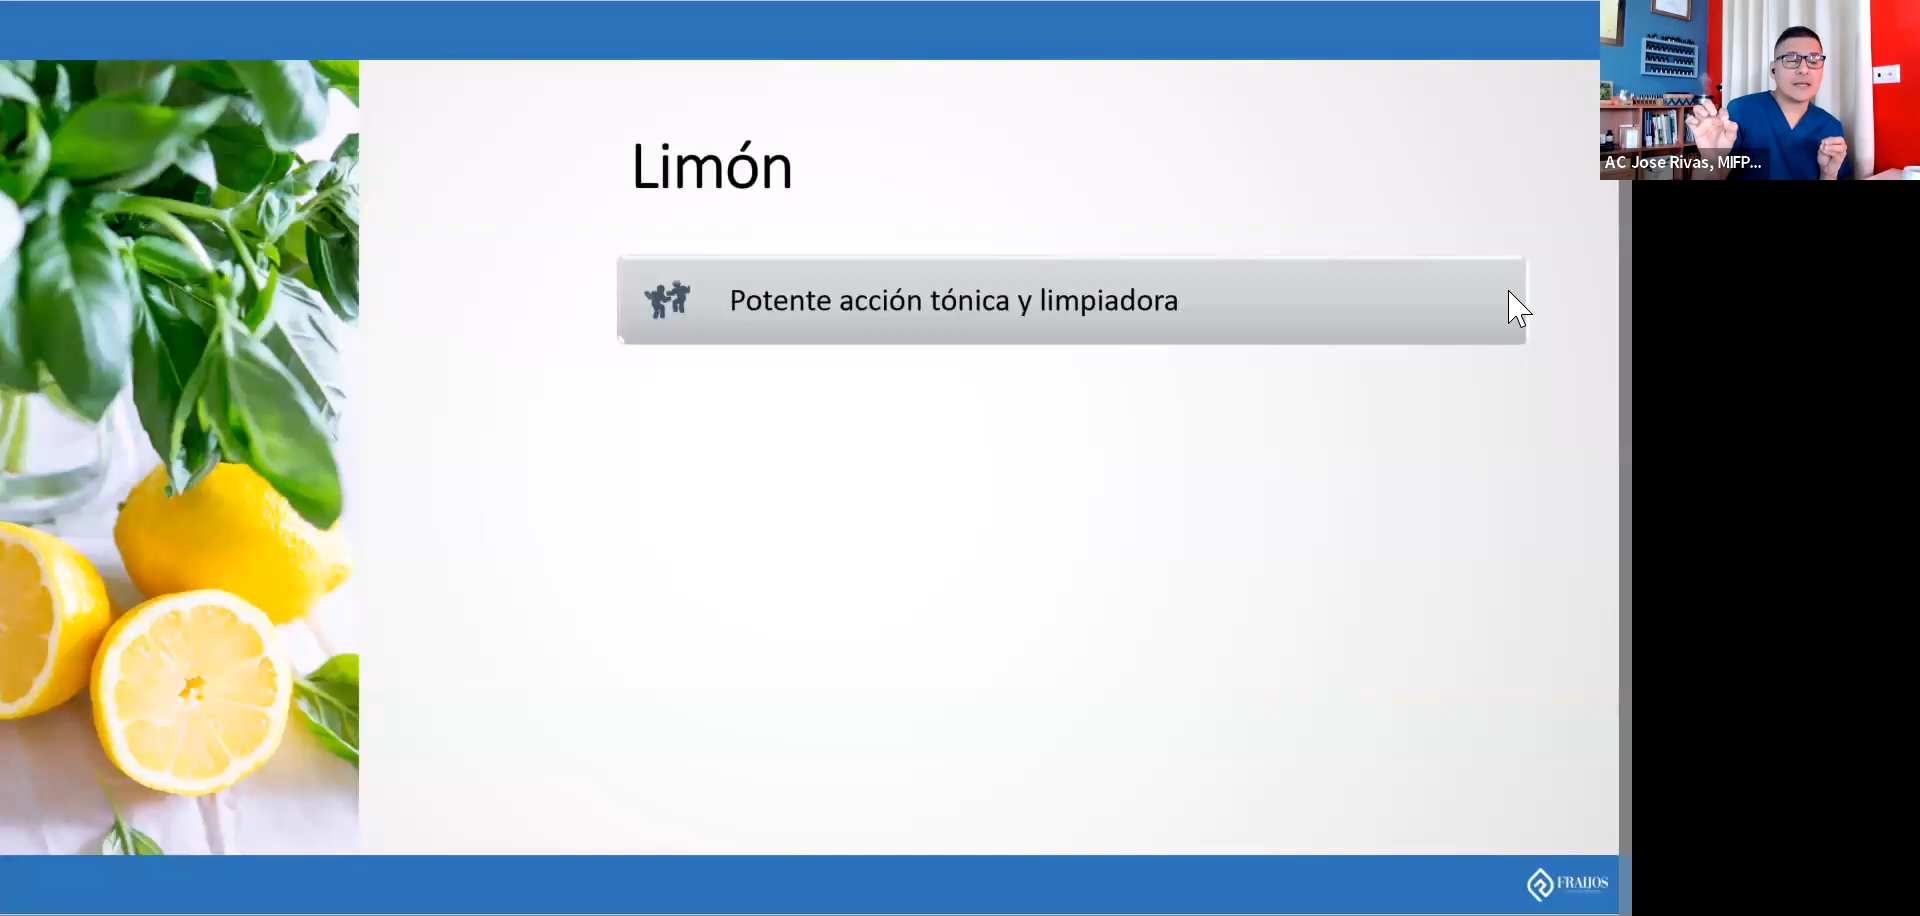 AC Jose Rivas, MIFP...
Limón
Potente acción tónica y limpiadora
FRAIJOS